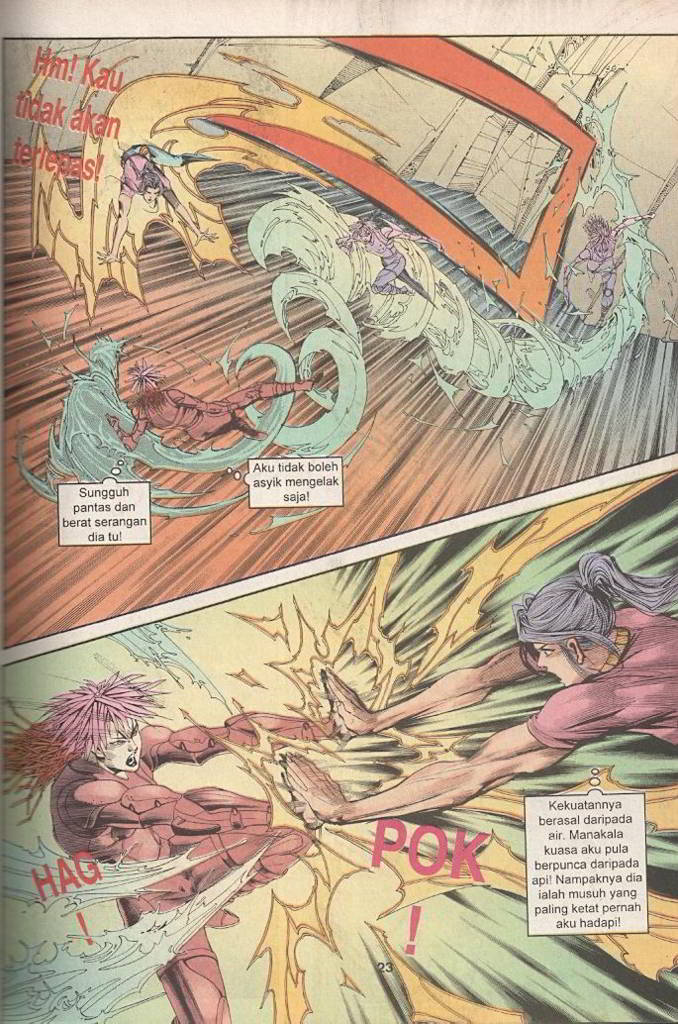 Hm! Kau
tidak akan
terlepas!
Sungguh
pantas dan
berat serangan
dia tu!
Aku tidak boleh
asyik mengelak
saja!
HAG
!
POK
!
Kekuatannya
berasal daripada
air. Manakala
kuasa aku pula
berpunca daripada
api! Nampaknya dia
ialah musuh yang
paling ketat pernah
aku hadapi!
23